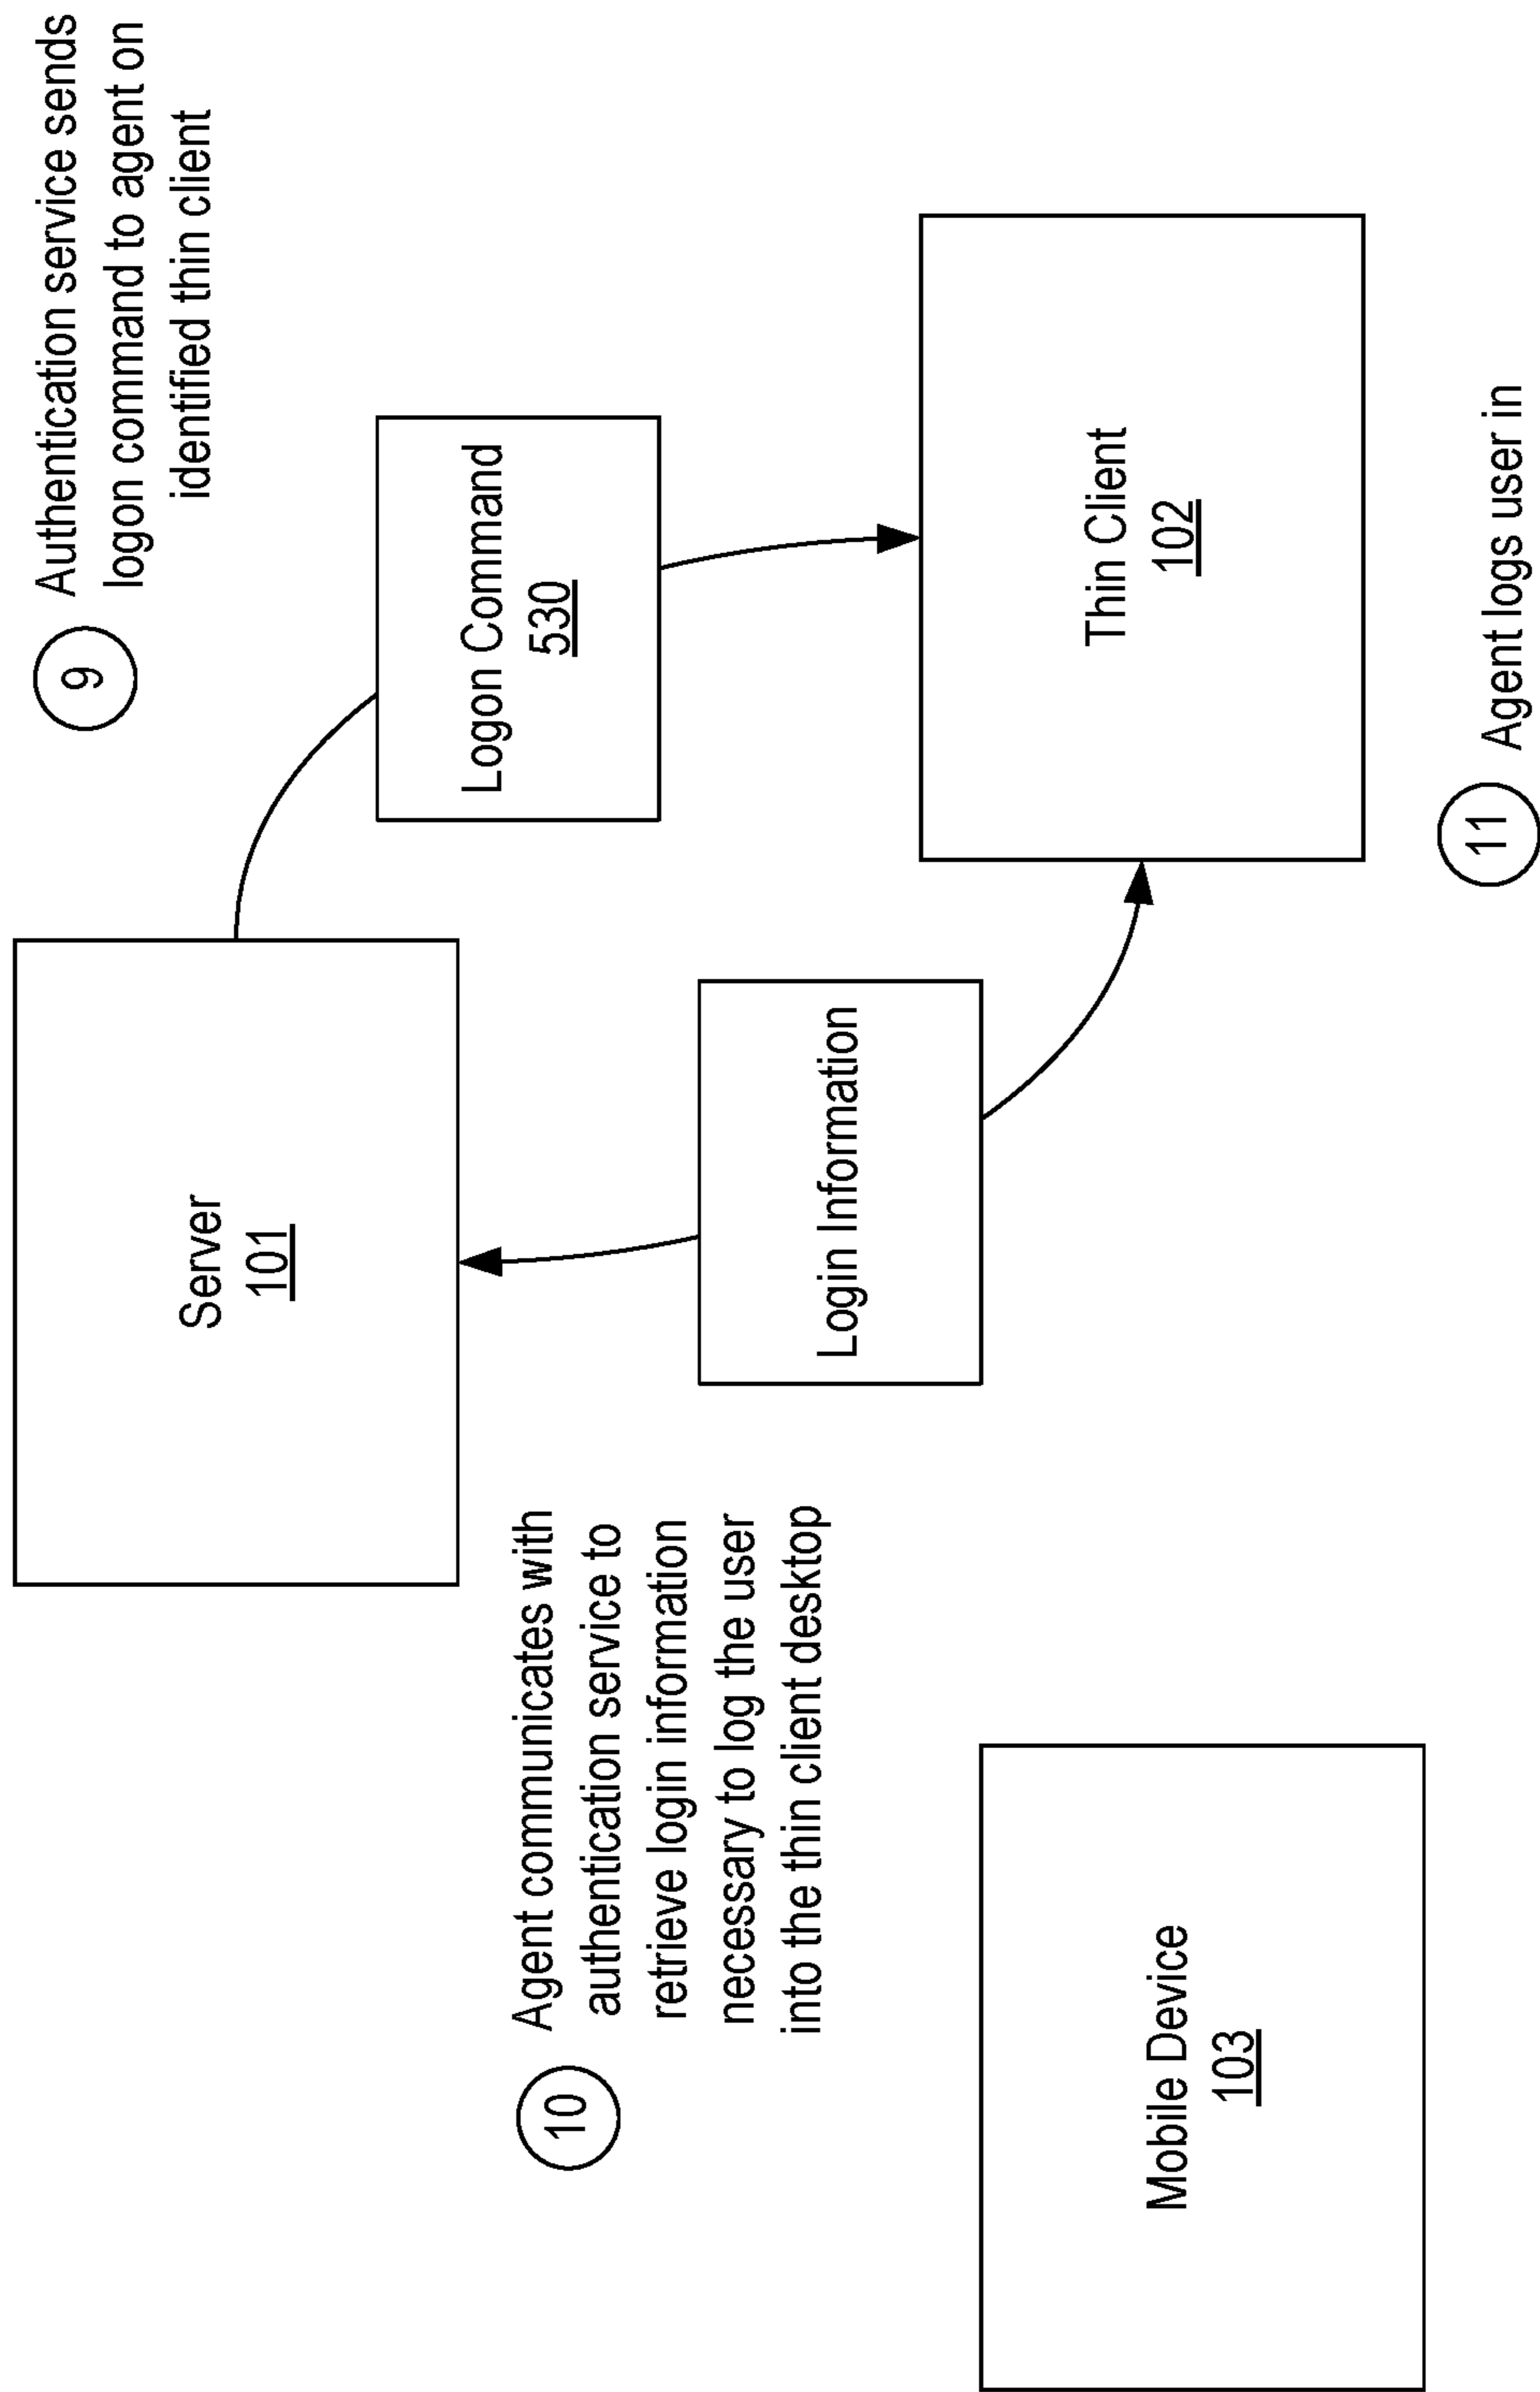 9
Authentication service sends
logon command to agent on
identified thin client
Server
101
Logon Command
530
10
Agent communicates with
authentication service to
retrieve login information
necessary to log the user
into the thin client desktop
Login Information
Mobile Device
103
Thin Client
102
11
Agent logs user in